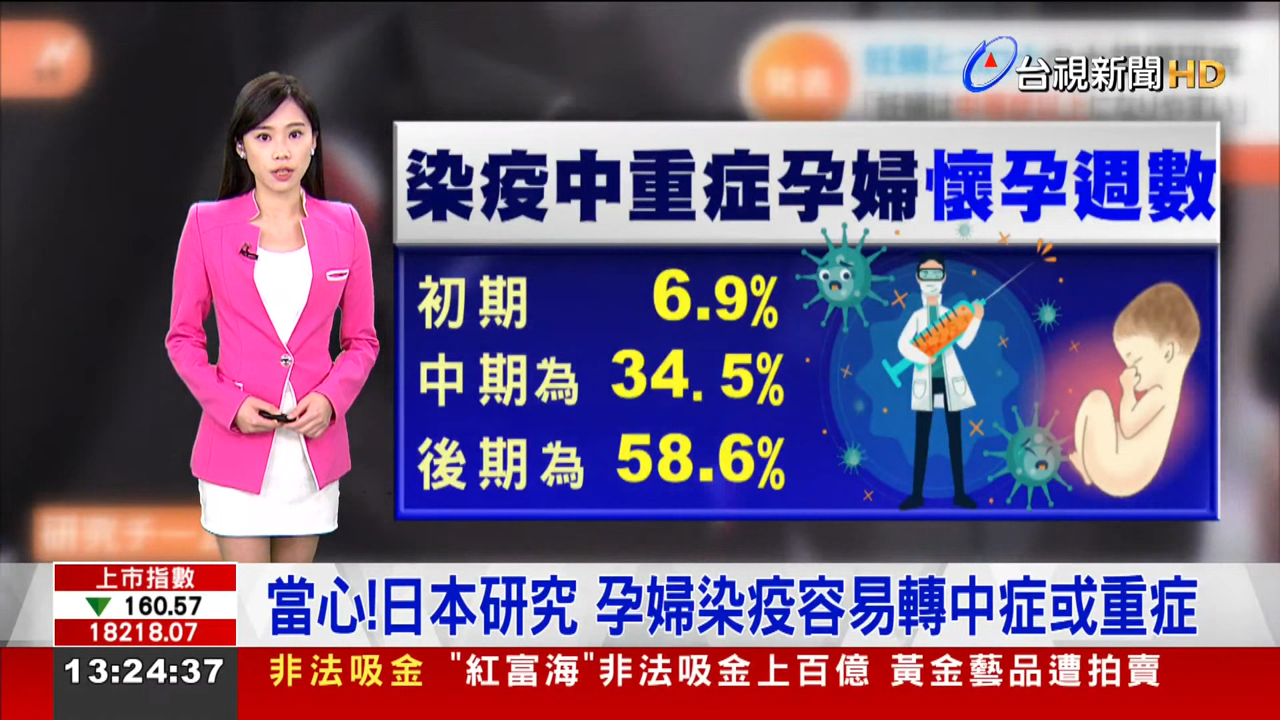 台視新聞HD
染疫中重症孕婦懷孕週數
初期 6.9%
中期為 34.5%
後期為 58.6%
上市指數
▼ 160.57
18218.07
當心!日本研究 孕婦染疫容易轉中症或重症
13:24:37
非法吸金 "紅富海"非法吸金上百億 黃金藝品遭拍賣